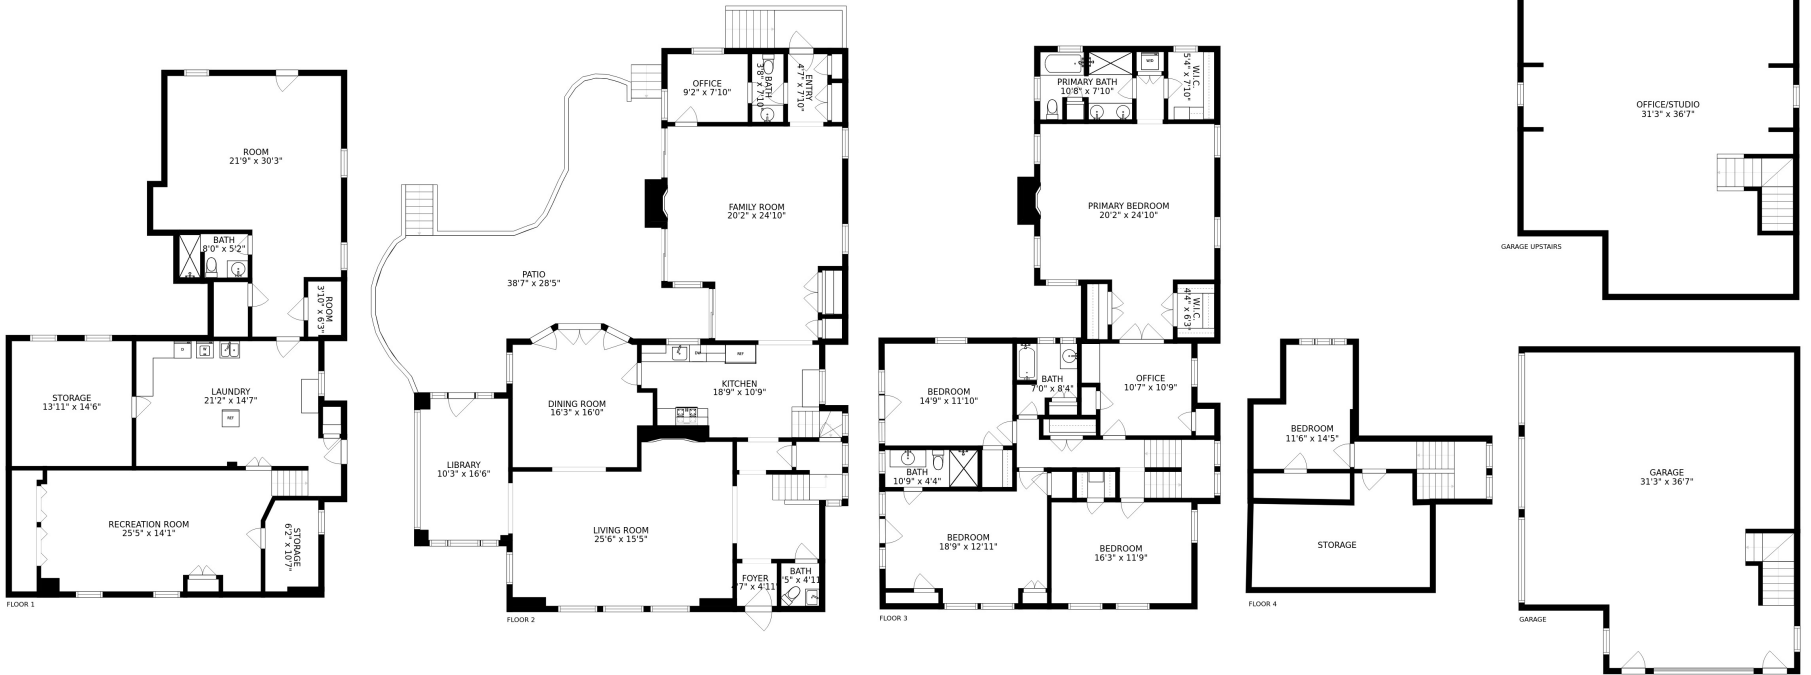 ROOM
21'9" x 30'3"
BATH
8'0" x 5'2"
ROOM
3'10" x 6'3"
STORAGE
13'11" x 14'6"
LAUNDRY
21'2" x 14'7"
REF
RECREATION ROOM
25'5" x 14'1"
STORAGE
6'2" x 10'7"
FLOOR 1
OFFICE
9'2" x 7'10"
BATH
3'8" x 7'10"
ENTRY
4'7" x 7'10"
FAMILY ROOM
20'2" x 24'10"
PATIO
38'7" x 28'5"
DINING ROOM
16'3" x 16'0"
DW
REF
KITCHEN
18'9" x 10'9"
LIBRARY
10'3" x 16'6"
LIVING ROOM
25'6" x 15'5"
FOYER
'7" x 4'11"
BATH
'5" x 4'11
FLOOR 2
PRIMARY BATH
10'8" x 7'10"
W/D
W.I.C.
5'4" x 7'10"
PRIMARY BEDROOM
20'2" x 24'10"
W.I.C.
4'4" x 6'3"
BEDROOM
14'9" x 11'10"
BATH
7'0" x 8'4"
OFFICE
10'7" x 10'9"
BATH
10'9" x 4'4"
BEDROOM
18'9" x 12'11"
BEDROOM
16'3" x 11'9"
FLOOR 3
BEDROOM
11'6" x 14'5"
STORAGE
FLOOR 4
OFFICE/STUDIO
31'3" x 36'7"
GARAGE UPSTAIRS
GARAGE
31'3" x 36'7"
GARAGE